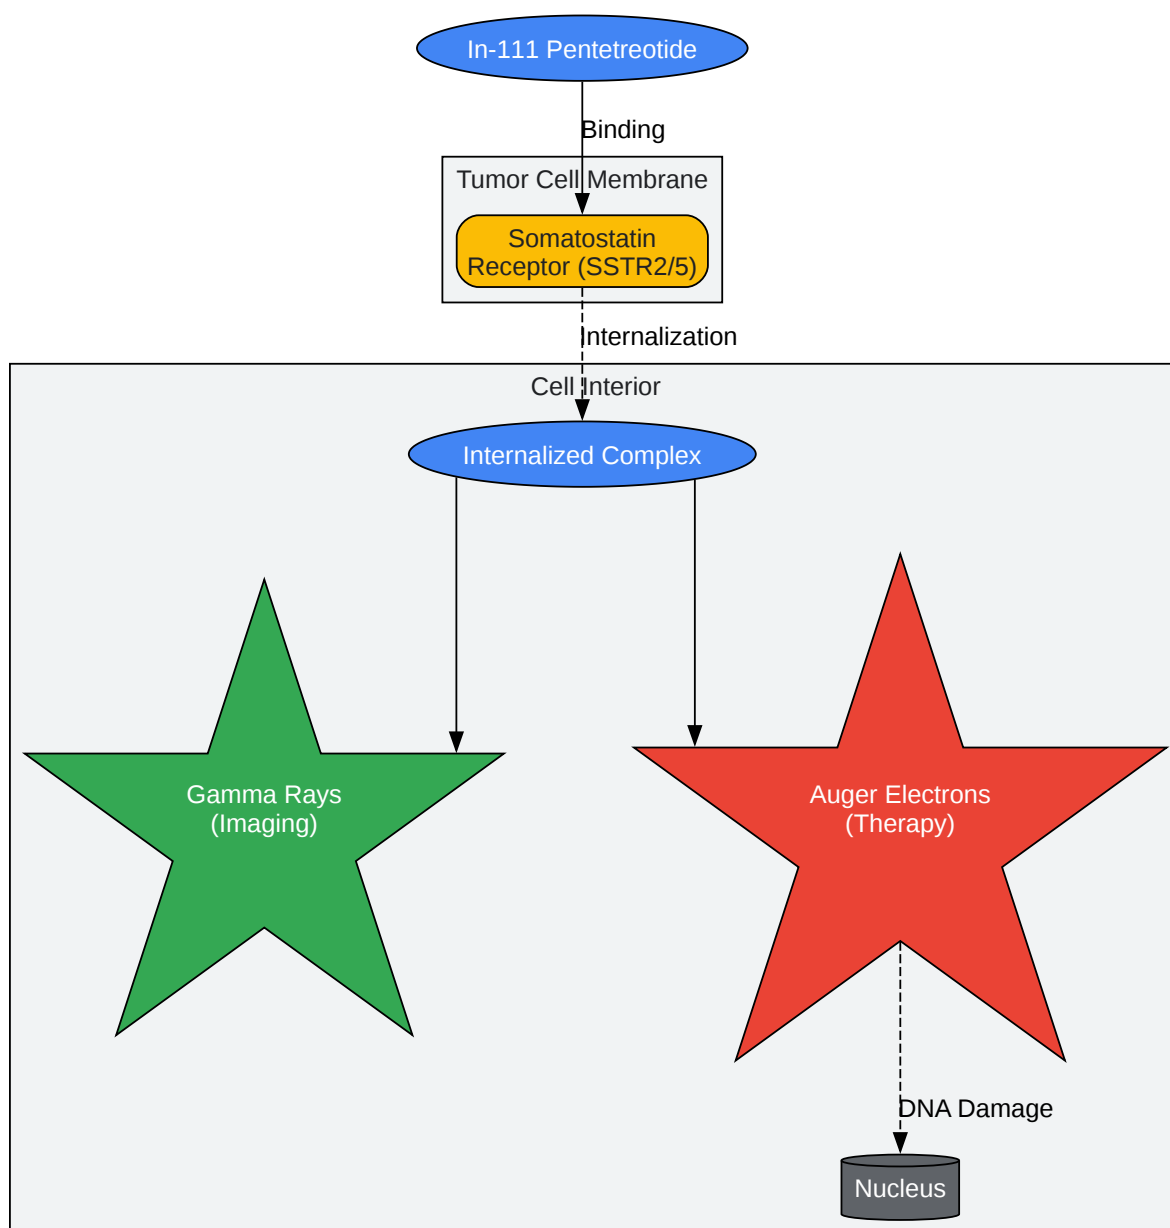 In-111 Pentetreotide
Binding
Tumor Cell Membrane
Somatostatin
Receptor (SSTR2/5)
Internalization
Cell Interior
Internalized Complex
Gamma Rays
(Imaging)
Auger Electrons
(Therapy)
DNA Damage
Nucleus